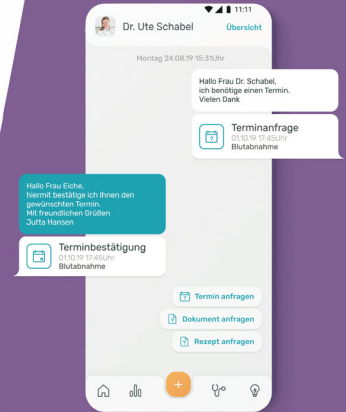 11:11
Dr. Ute Schabel
Übersicht
Montag 24.08.19 15:31Uhr
Hallo Frau Dr. Schabel,
ich benötige einen Termin.
Vielen Dank
Terminanfrage
01.10.19 17:45Uhr
Blutabnahme
Hallo Frau Eiche,
hiermit bestätige ich Ihnen den
gewünschten Termin.
Mit freundlichen Grüßen
Jutta Hansen
Terminbestätigung
01.10.19 17:45Uhr
Blutabnahme
Termin anfragen
Dokument anfragen
Rezept anfragen